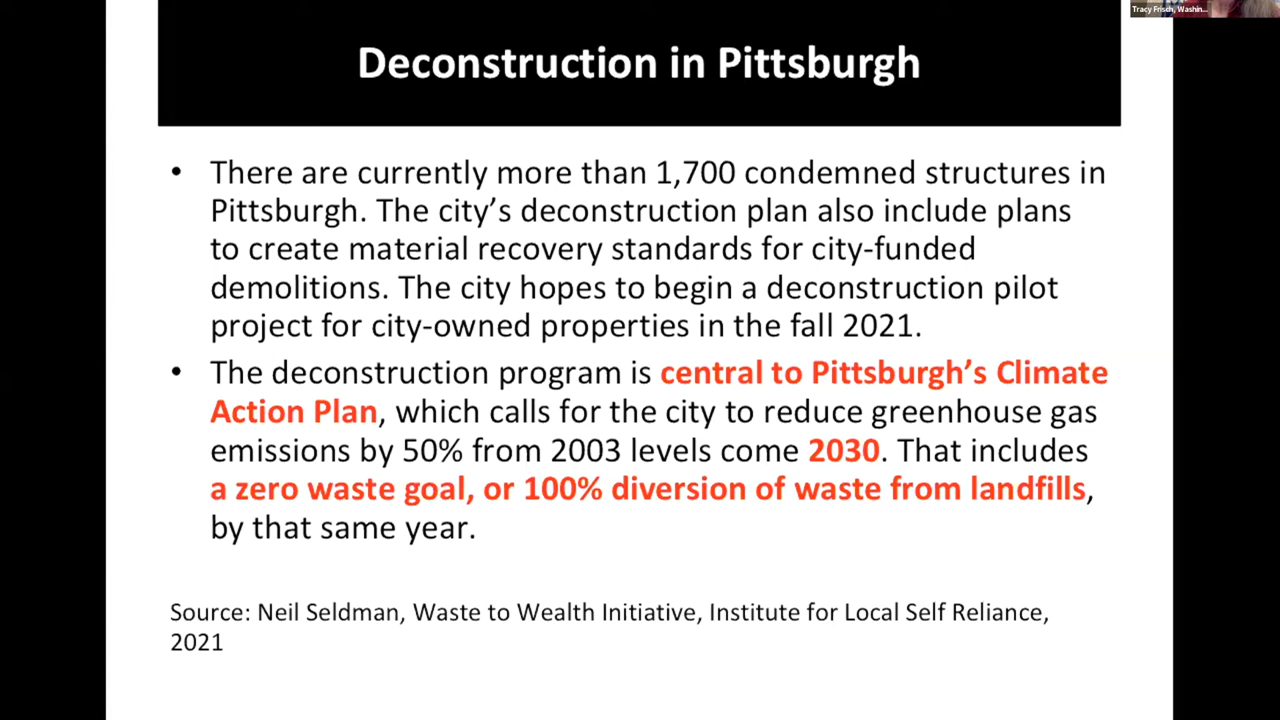 Tracy Frisch, Washin...
Deconstruction in Pittsburgh
• There are currently more than 1,700 condemned structures in
Pittsburgh. The city’s deconstruction plan also include plans
to create material recovery standards for city-funded
demolitions. The city hopes to begin a deconstruction pilot
project for city-owned properties in the fall 2021.
• The deconstruction program is central to Pittsburgh’s Climate
Action Plan, which calls for the city to reduce greenhouse gas
emissions by 50% from 2003 levels come 2030. That includes
a zero waste goal, or 100% diversion of waste from landfills,
by that same year.
Source: Neil Seldman, Waste to Wealth Initiative, Institute for Local Self Reliance,
2021